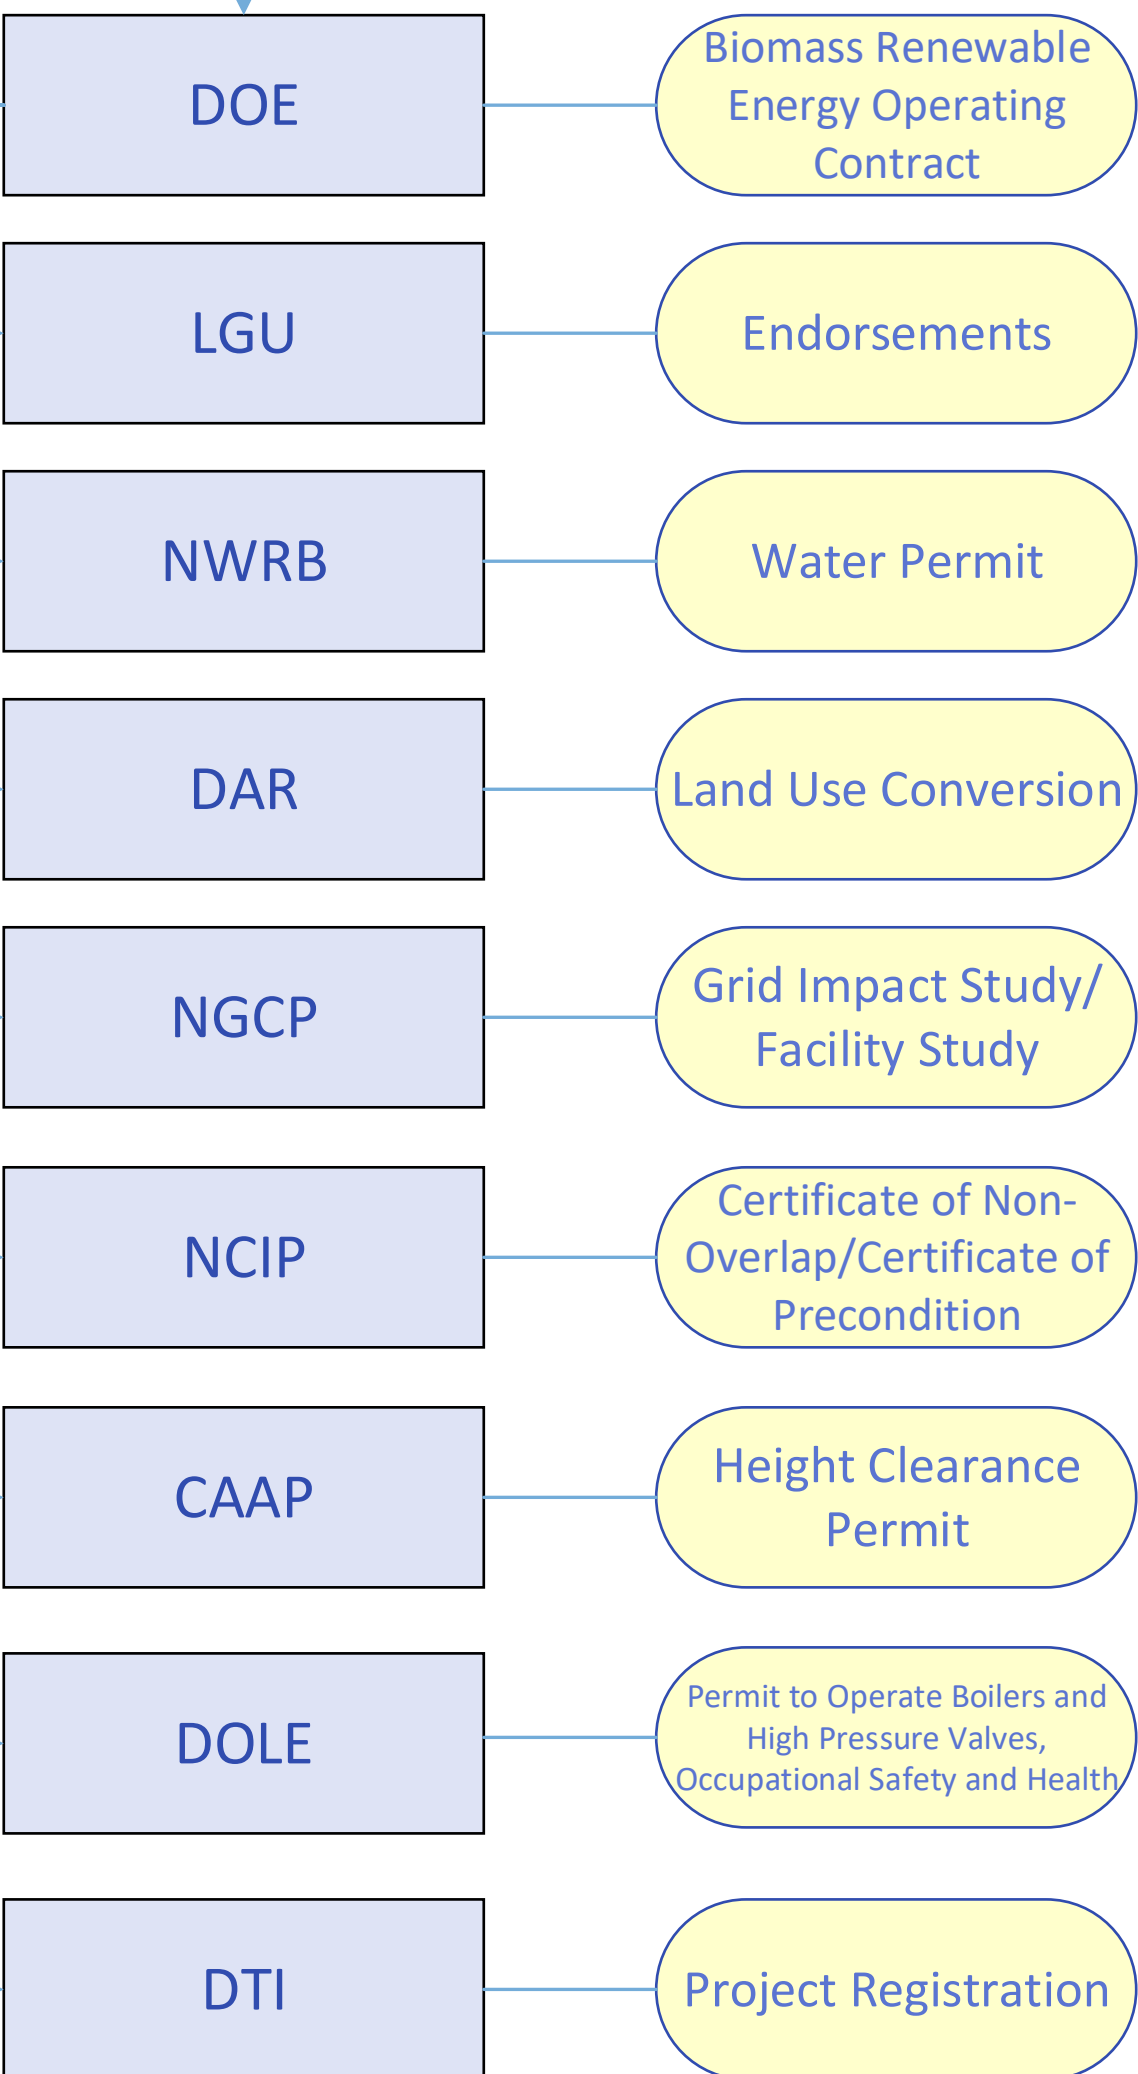 DOE
Biomass Renewable
Energy Operating
Contract
LGU
Endorsements
NWRB
Water Permit
DAR
Land Use Conversion
NGCP
Grid Impact Study/
Facility Study
NCIP
Certificate of Non-
Overlap/Certificate of
Precondition
CAAP
Height Clearance
Permit
DOLE
Permit to Operate Boilers and
High Pressure Valves,
Occupational Safety and Health
DTI
Project Registration